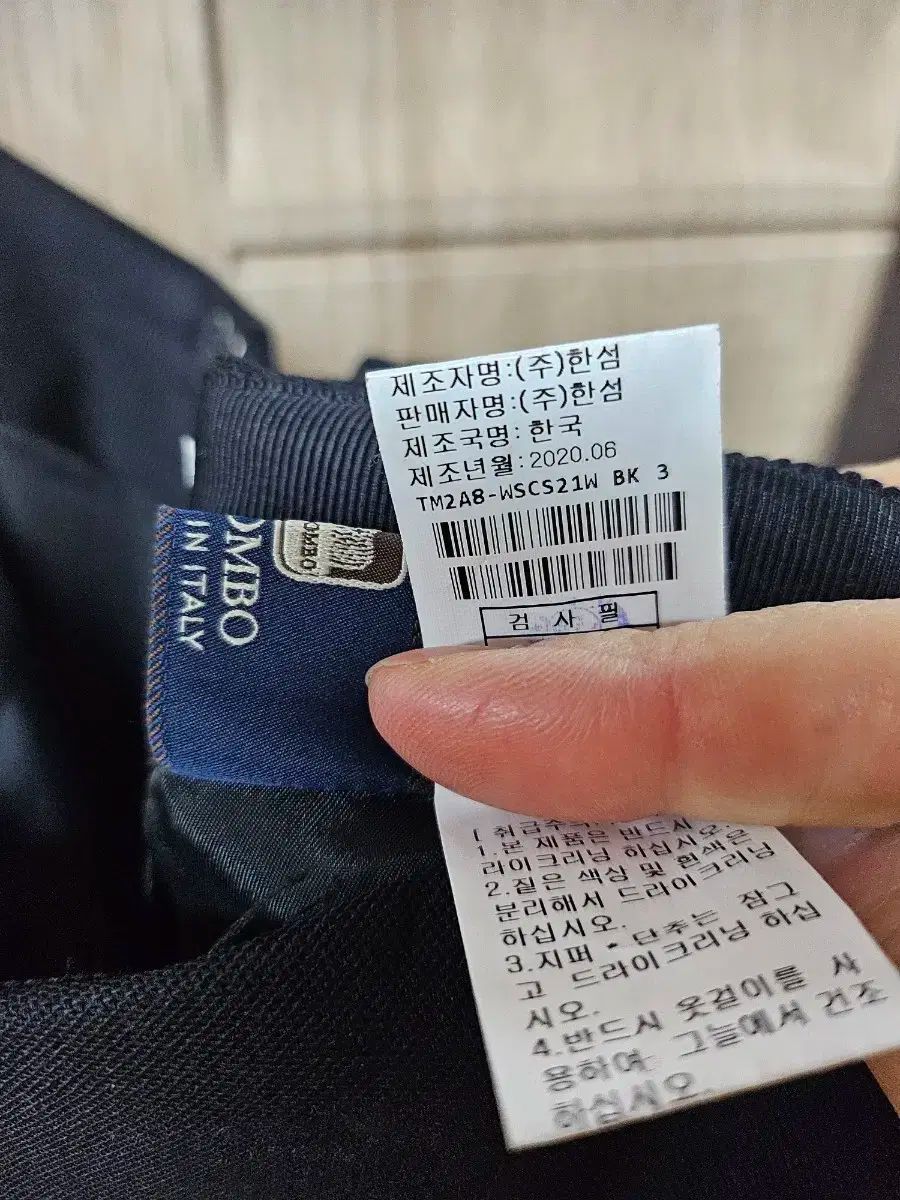 제조자명:(주)한섬
판매자명:(주)한섬
제조국명: 한국
제조년월:2020.06
TM2A8-WSCS21W BK 3
검 사 필
OMBO
IN ITALY
OMBO
( 취급주의
1.본 제품은 반드시 드
라이크리닝 하십시오.
2.짙은 색상 및 흰색은
분리해서 드라이크리닝
하십시오.
3.지퍼 * 단추는 잠그
고 드라이크리닝 하십
시오.
4.반드시 옷걸이를 사
용하여 그늘에서 건조
하십시오.